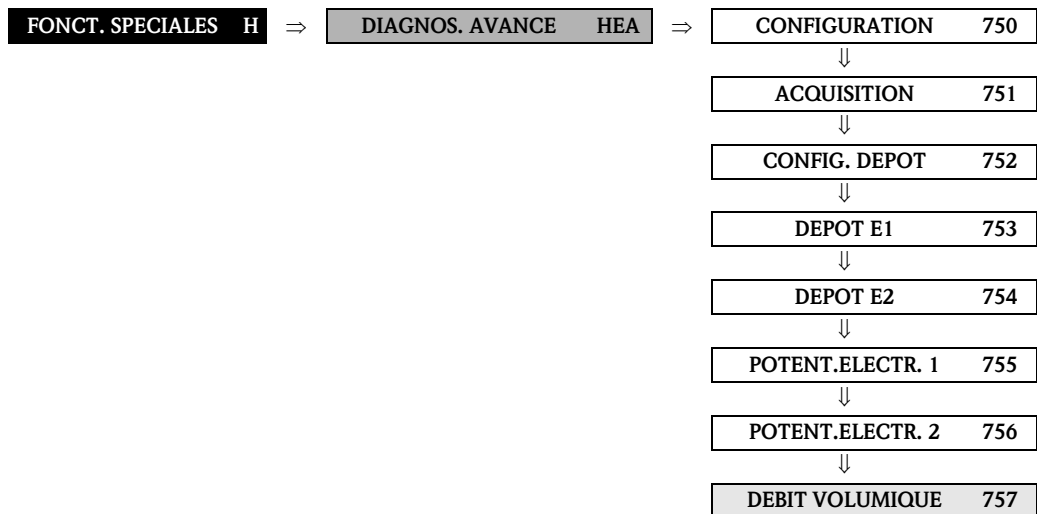 FONCT. SPECIALES H ⇒ DIAGNOS. AVANCE HEA ⇒ CONFIGURATION 750
⇓
ACQUISITION 751
⇓
CONFIG. DEPOT 752
⇓
DEPOT E1 753
⇓
DEPOT E2 754
⇓
POTENT.ELECTR. 1 755
⇓
POTENT.ELECTR. 2 756
⇓
DEBIT VOLUMIQUE 757